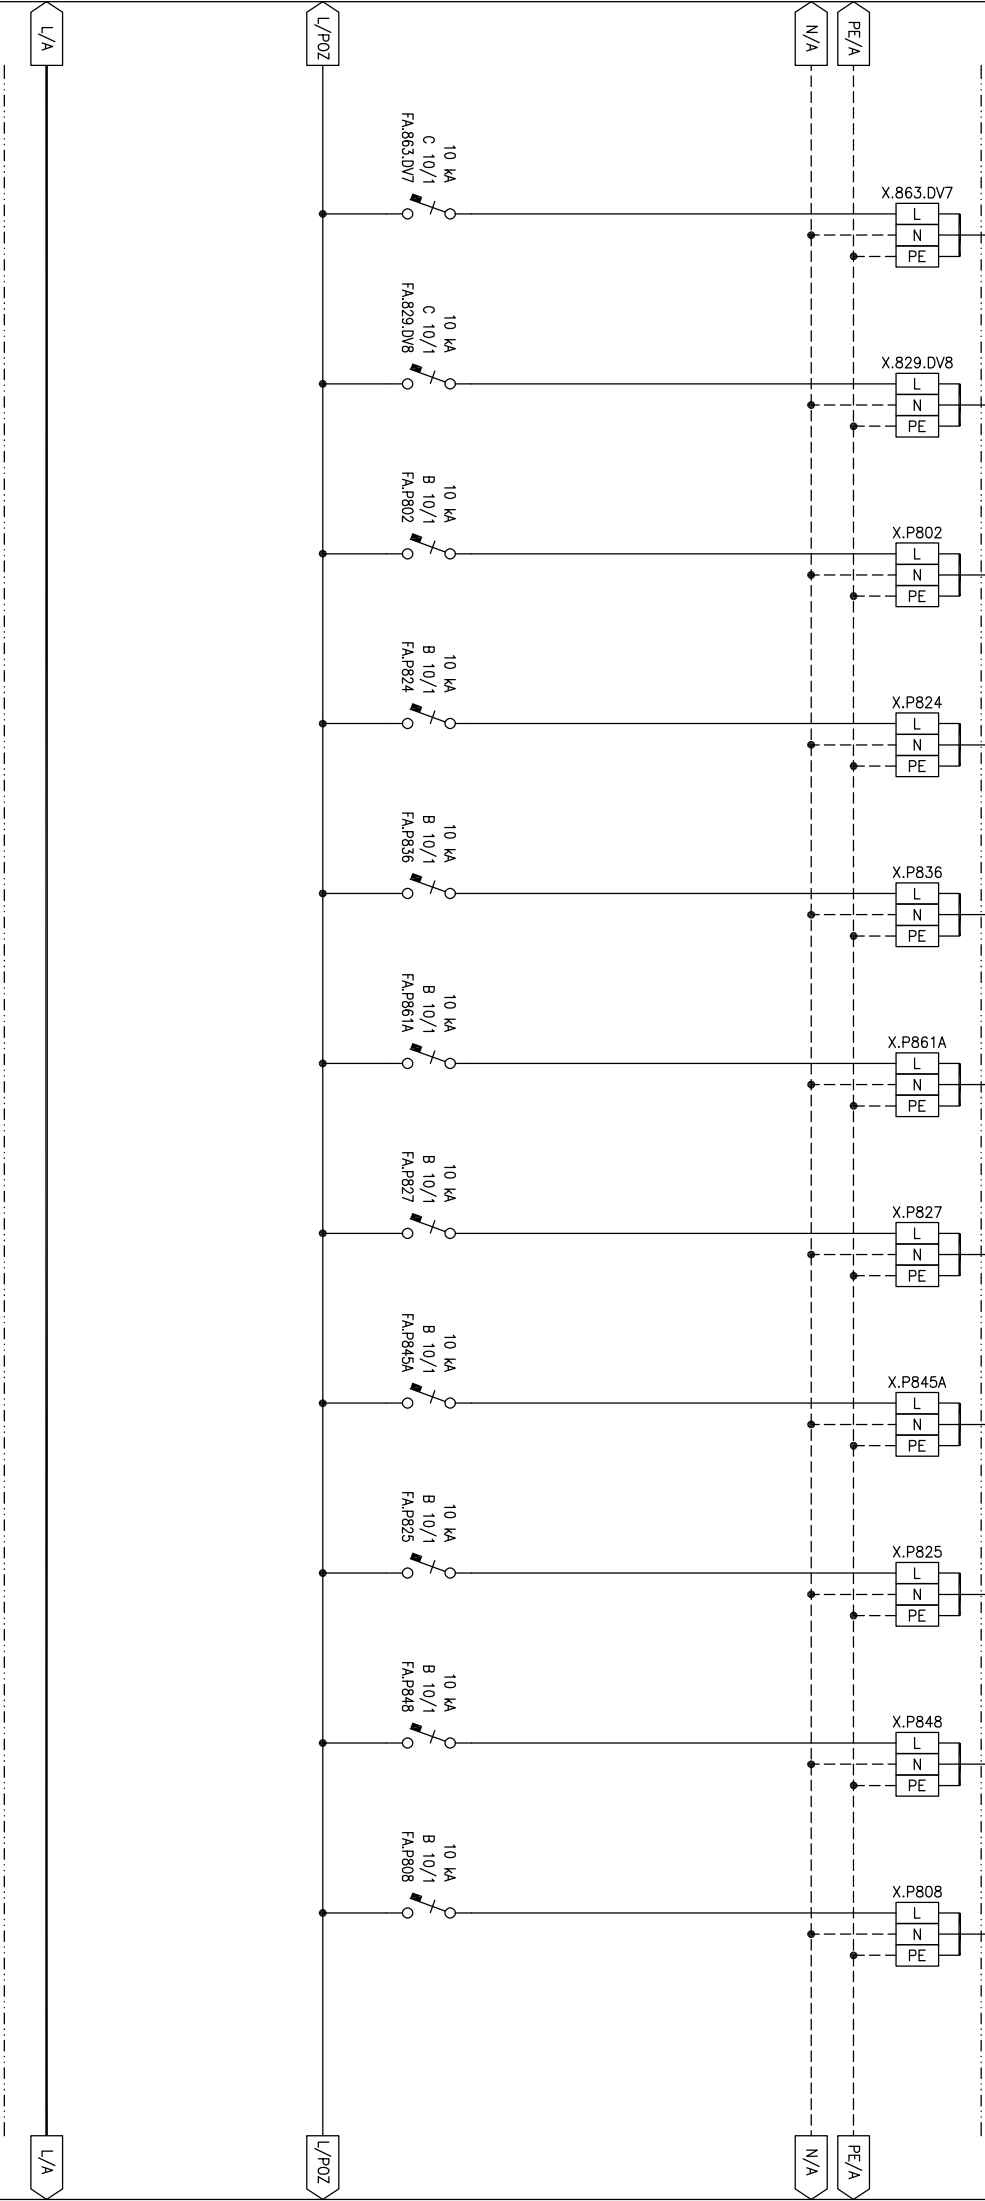 L/A
L/POZ
N/A
PE/A
10 kA
C 10/1
FA.863.DV7
X.863.DV7
L
N
PE
10 kA
C 10/1
FA.829.DV8
X.829.DV8
L
N
PE
10 kA
B 10/1
FA.P802
X.P802
L
N
PE
10 kA
B 10/1
FA.P824
X.P824
L
N
PE
10 kA
B 10/1
FA.P836
X.P836
L
N
PE
10 kA
B 10/1
FA.P861A
X.P861A
L
N
PE
10 kA
B 10/1
FA.P827
X.P827
L
N
PE
10 kA
B 10/1
FA.P845A
X.P845A
L
N
PE
10 kA
B 10/1
FA.P825
X.P825
L
N
PE
10 kA
B 10/1
FA.P848
X.P848
L
N
PE
10 kA
B 10/1
FA.P808
X.P808
L
N
PE
L/A
L/POZ
N/A
PE/A